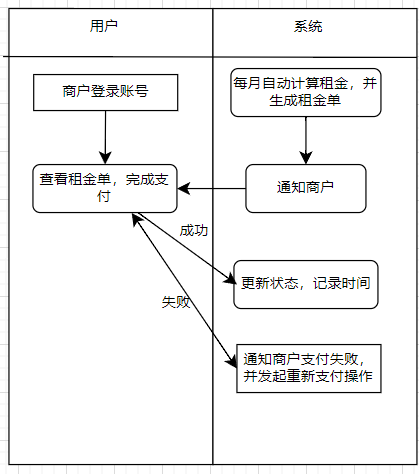 用户
系统
商户登录账号
每月自动计算租金，并
生成租金单
查看租金单，完成支
付
通知商户
成功
更新状态，记录时间
失败
通知商户支付失败，
并发起重新支付操作